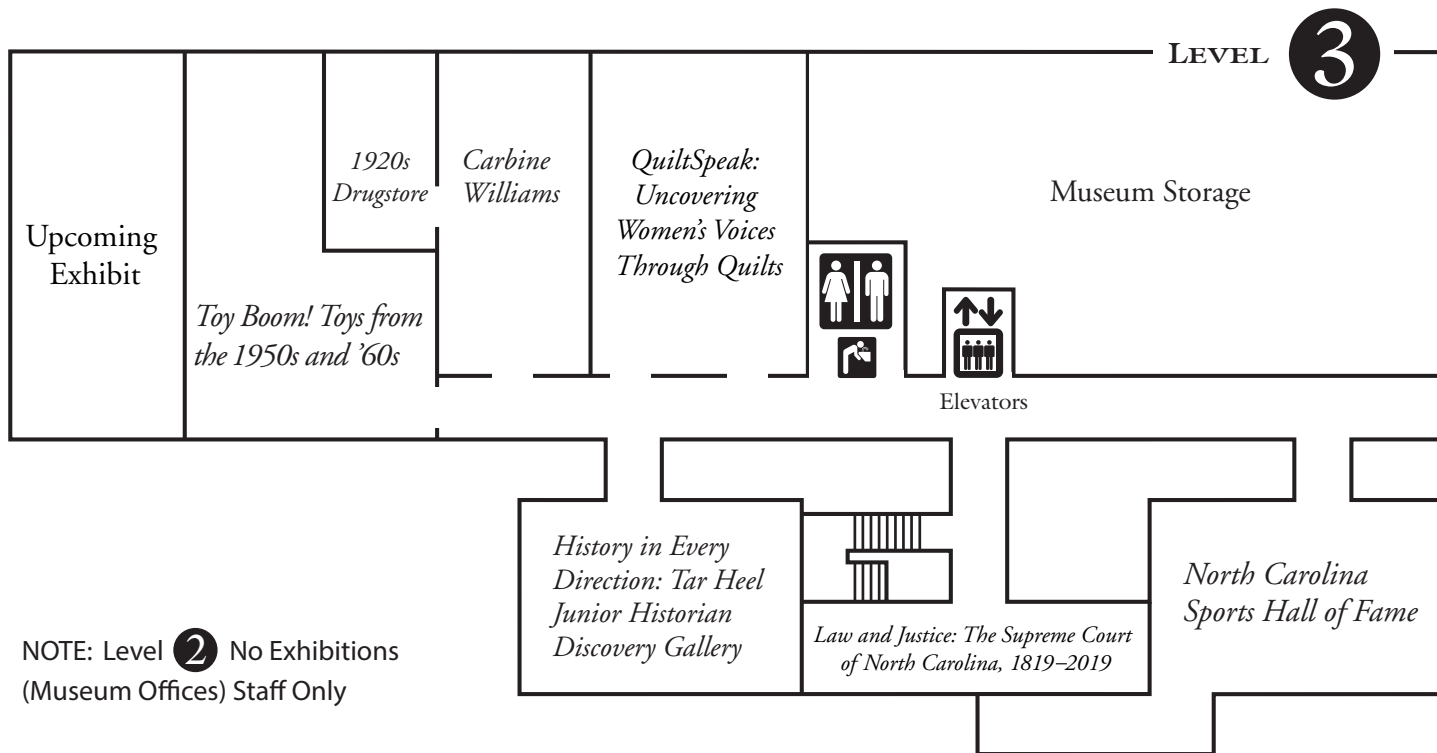 LEVEL 3
1920s
Drugstore
Carbine
Williams
QuiltSpeak:
Uncovering
Women’s Voices
Through Quilts
Museum Storage
Upcoming
Exhibit
Toy Boom! Toys from
the 1950s and ’60s
Elevators
History in Every
Direction: Tar Heel
Junior Historian
Discovery Gallery
Law and Justice: The Supreme Court
of North Carolina, 1819–2019
North Carolina
Sports Hall of Fame
NOTE: Level 2 No Exhibitions
(Museum Offices) Staff Only